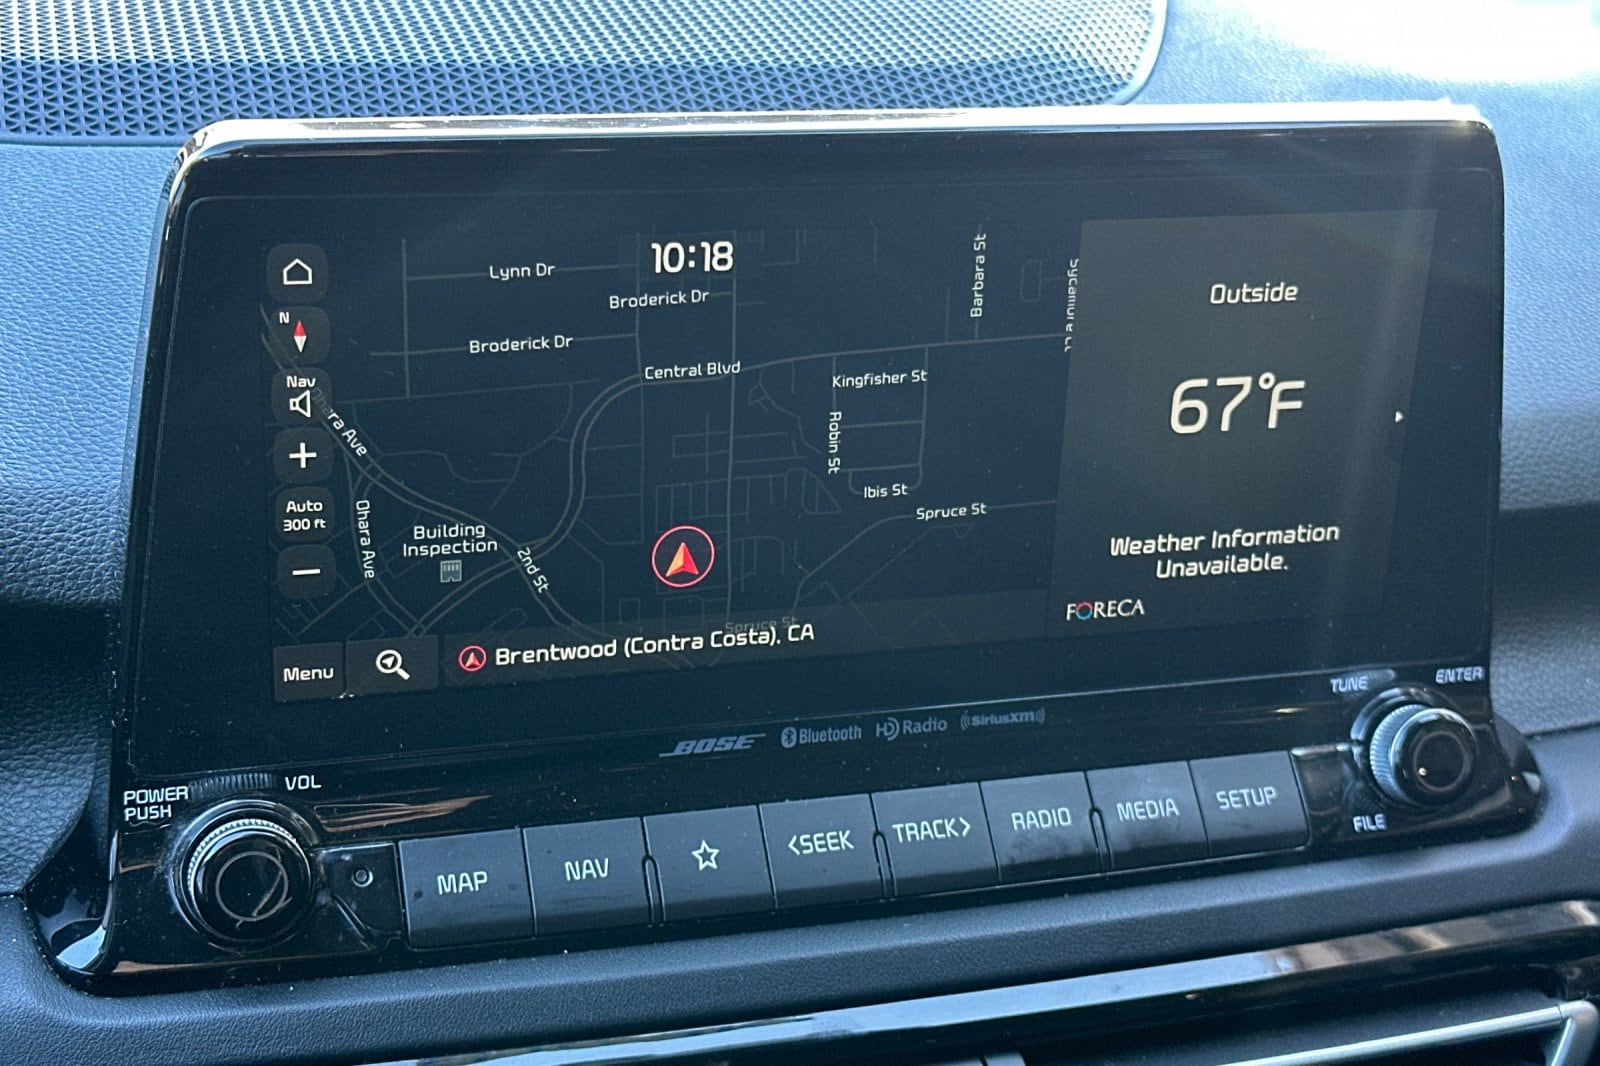 10:18
N
Nav
Auto
300 ft
Menu
Lynn Dr
Broderick Dr
Broderick Dr
Central Blvd
Barbara St
Kingfisher St
Robin St
Ibis St
Spruce St
Ohara Ave
2nd St
Building
Inspection
Spruce St
Brentwood (Contra Costa), CA
Outside
67°F
Weather Information
Unavailable.
FORECA
BOSE
Bluetooth
HD Radio
SiriusXM
POWER
PUSH
VOL
MAP
NAV
<SEEK
TRACK>
RADIO
MEDIA
SETUP
TUNE
ENTER
FILE